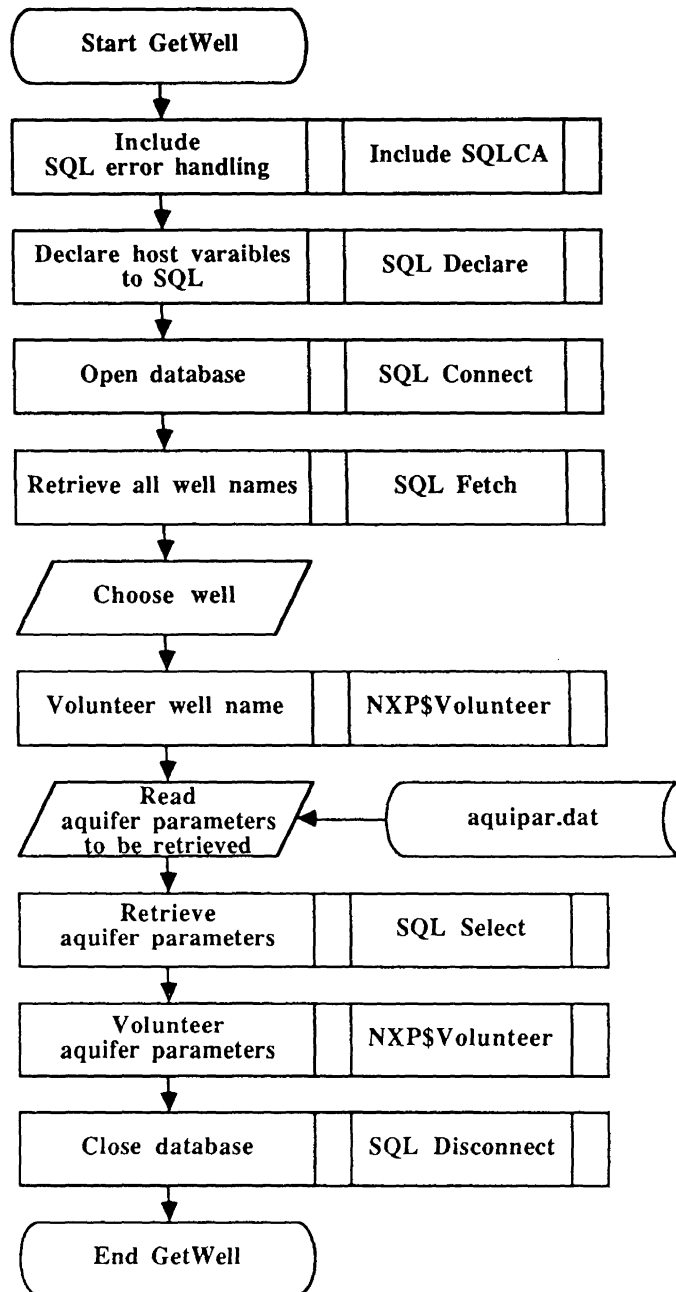 Start GetWell
Include
SQL error handling
Include SQLCA
Declare host varaibles
to SQL
SQL Declare
Open database
SQL Connect
Retrieve all well names
SQL Fetch
Choose well
Volunteer well name
NXP$Volunteer
Read
aquifer parameters
to be retrieved
aquipar.dat
Retrieve
aquifer parameters
SQL Select
Volunteer
aquifer parameters
NXP$Volunteer
Close database
SQL Disconnect
End GetWell